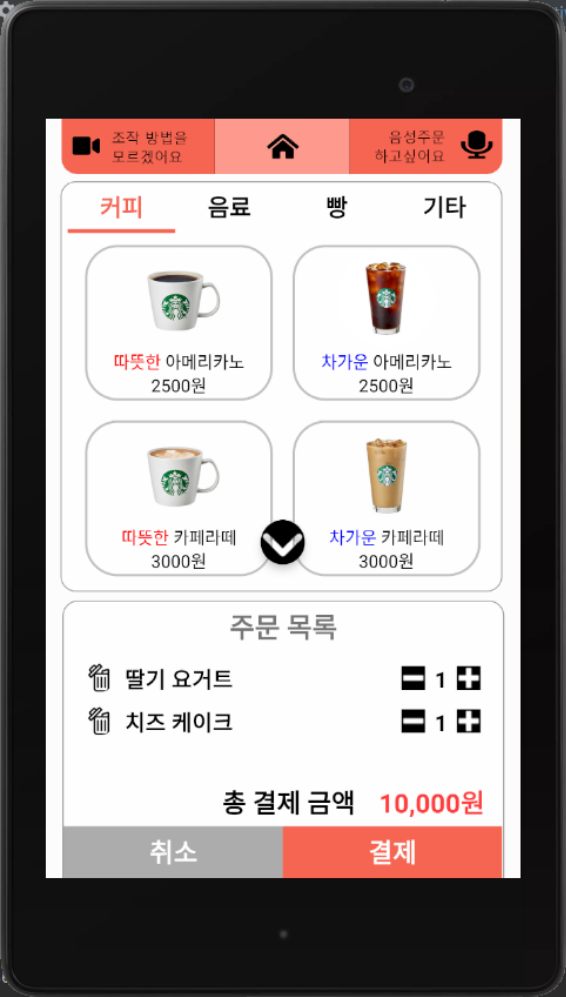 조작 방법을
모르겠어요
음성주문
하고싶어요
커피 음료 빵 기타
따뜻한 아메리카노
2500원
차가운 아메리카노
2500원
따뜻한 카페라떼
3000원
차가운 카페라떼
3000원
주문 목록
딸기 요거트 1
치즈 케이크 1
총 결제 금액 10,000원
취소 결제